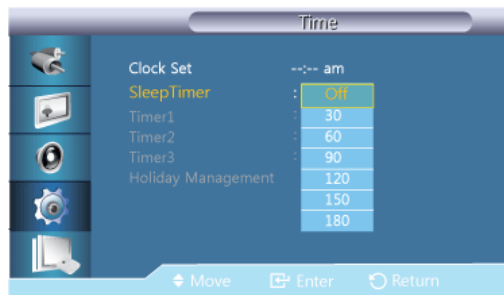 Time
Clock Set --:-- am
SleepTimer : Off
Timer1 : 30
Timer2 : 60
Timer3 : 90
Holiday Management 120
150
180
Move Enter Return